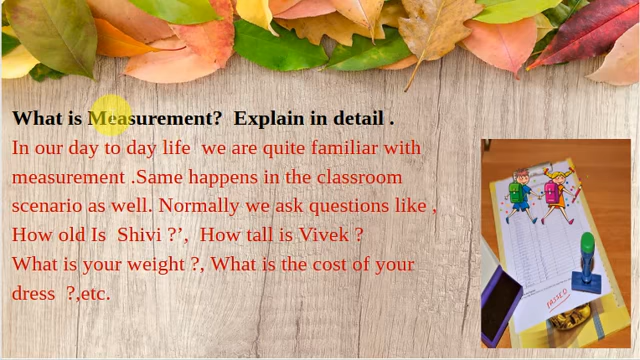 What is Measurement?  Explain in detail .
In our day to day life  we are quite familiar with
measurement .Same happens in the classroom
scenario as well. Normally we ask questions like ,
How old Is  Shivi ?’,  How tall is Vivek ?
What is your weight ?, What is the cost of your
dress  ?,etc.
PASSED